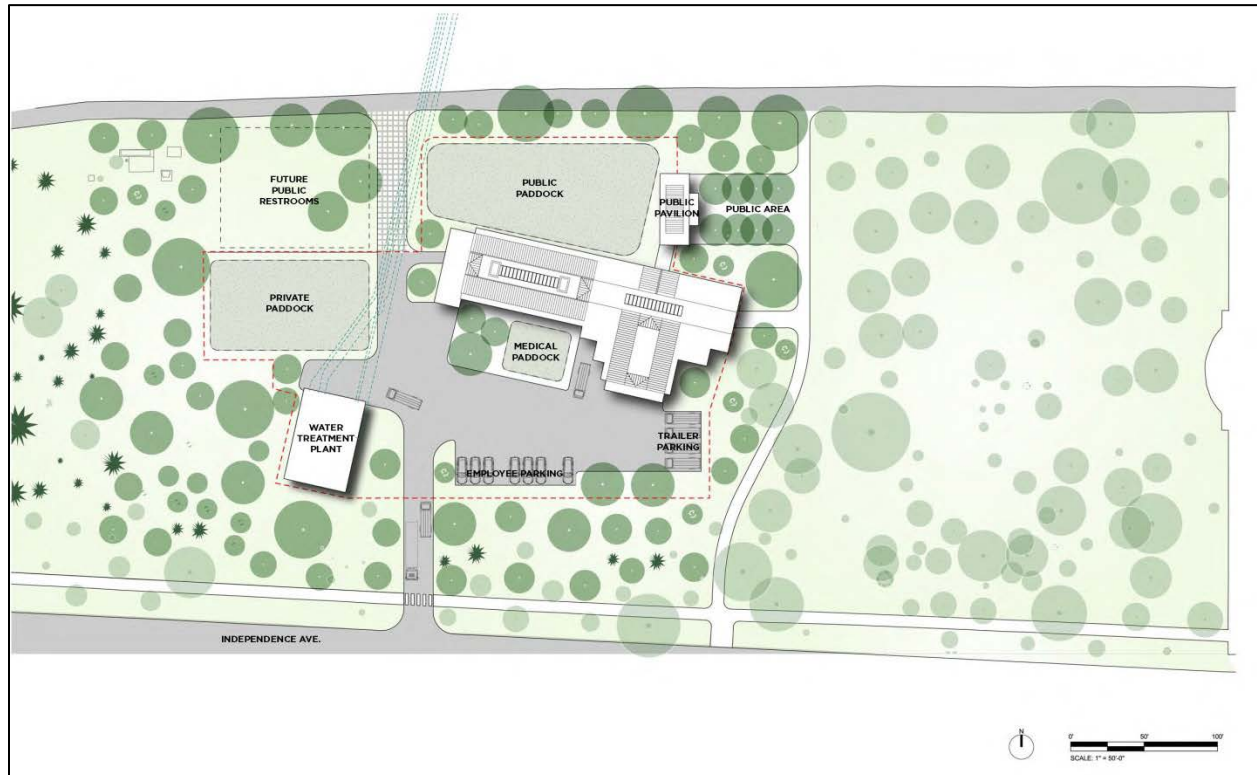 FUTURE
PUBLIC
RESTROOMS
PUBLIC
PADDOCK
PUBLIC
PAVILION
PUBLIC AREA
PRIVATE
PADDOCK
MEDICAL
PADDOCK
WATER
TREATMENT
PLANT
EMPLOYEE PARKING
TRAILER
PARKING
INDEPENDENCE AVE.
N
0'
50'
100'
SCALE: 1" = 50'-0"